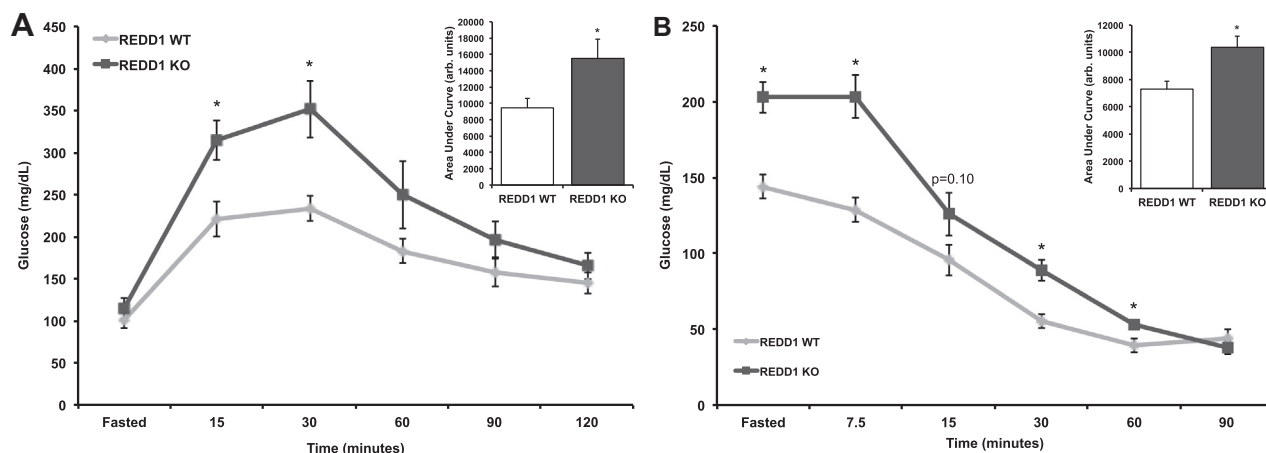 A
Glucose (mg/dL)
450
400
350
300
250
200
150
100
50
0
REDD1 WT
REDD1 KO
*
*
Fasted 15 30 60 90 120
Time (minutes)
Area Under Curve (arb. units)
20000
18000
16000
14000
12000
10000
8000
6000
4000
2000
0
*
REDD1 WT REDD1 KO
B
Glucose (mg/dL)
250
200
150
100
50
0
*
*
p=0.10
*
*
REDD1 WT
REDD1 KO
Fasted 7.5 15 30 60 90
Time (minutes)
Area Under Curve (arb. units)
12000
10000
8000
6000
4000
2000
0
*
REDD1 WT REDD1 KO